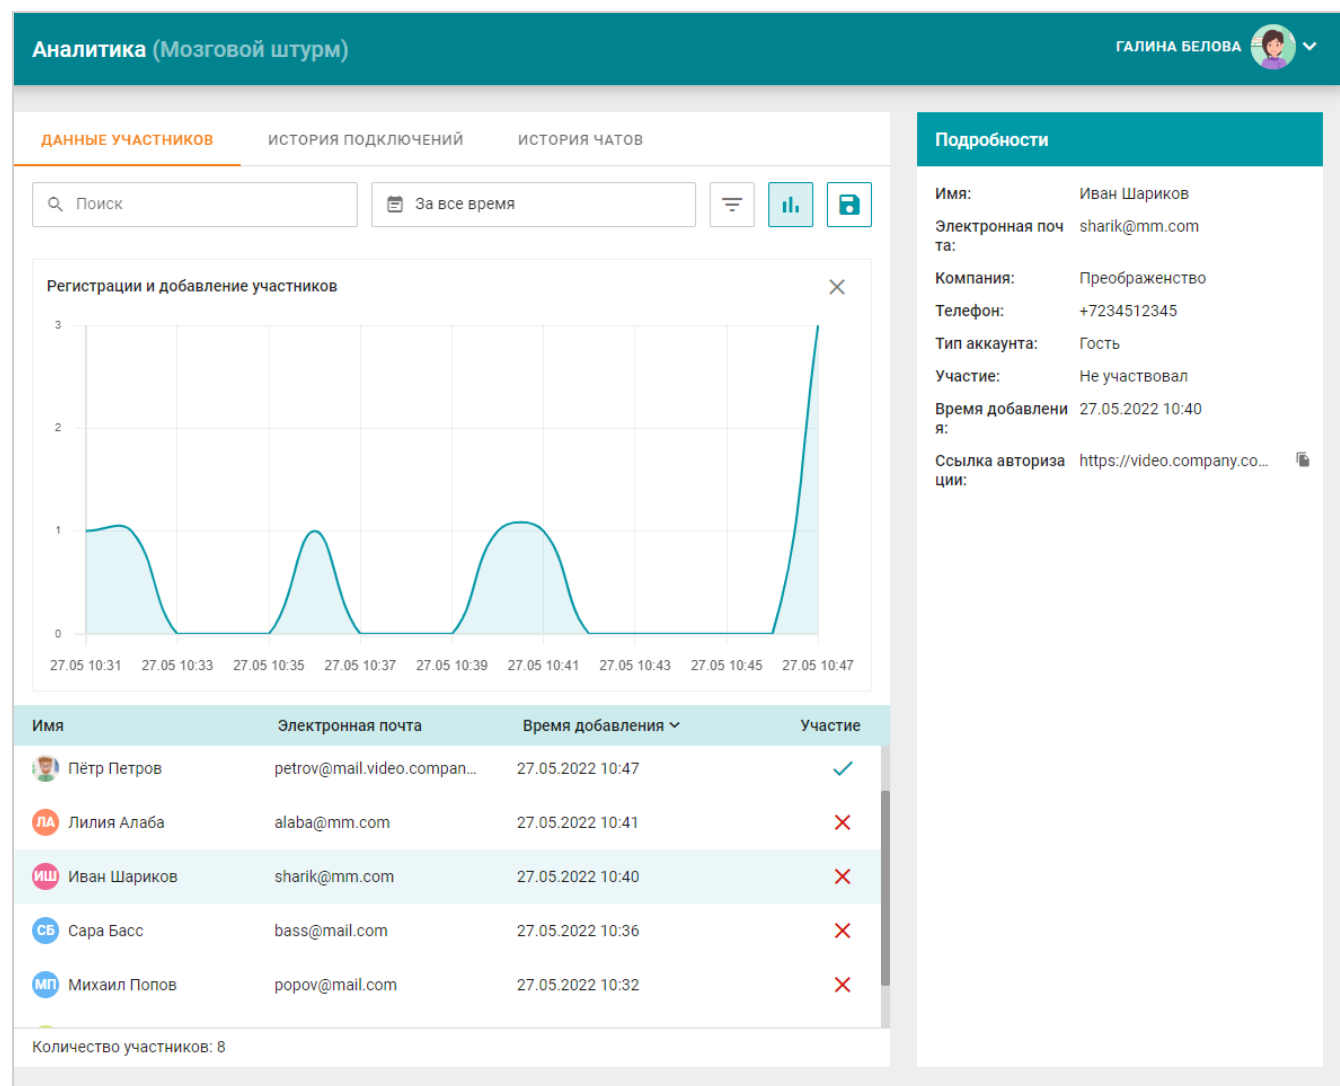 Аналитика (Мозговой штурм)
ГАЛИНА БЕЛОВА
ДАННЫЕ УЧАСТНИКОВ
ИСТОРИЯ ПОДКЛЮЧЕНИЙ
ИСТОРИЯ ЧАТОВ
Поиск
За все время
Регистрации и добавление участников
3
2
1
0
27.05 10:31 27.05 10:33 27.05 10:35 27.05 10:37 27.05 10:39 27.05 10:41 27.05 10:43 27.05 10:45 27.05 10:47
Имя Электронная почта Время добавления Участие
Пётр Петров petrov@mail.video.compan... 27.05.2022 10:47
ЛА Лилия Алаба alaba@mm.com 27.05.2022 10:41
ИШ Иван Шариков sharik@mm.com 27.05.2022 10:40
СБ Сара Басс bass@mail.com 27.05.2022 10:36
МП Михаил Попов popov@mail.com 27.05.2022 10:32
Количество участников: 8
Подробности
Имя: Иван Шариков
Электронная поч sharik@mm.com
та:
Компания: Преображенство
Телефон: +7234512345
Тип аккаунта: Гость
Участие: Не участвовал
Время добавлени 27.05.2022 10:40
я:
Ссылка авториза https://video.company.co...
ции: